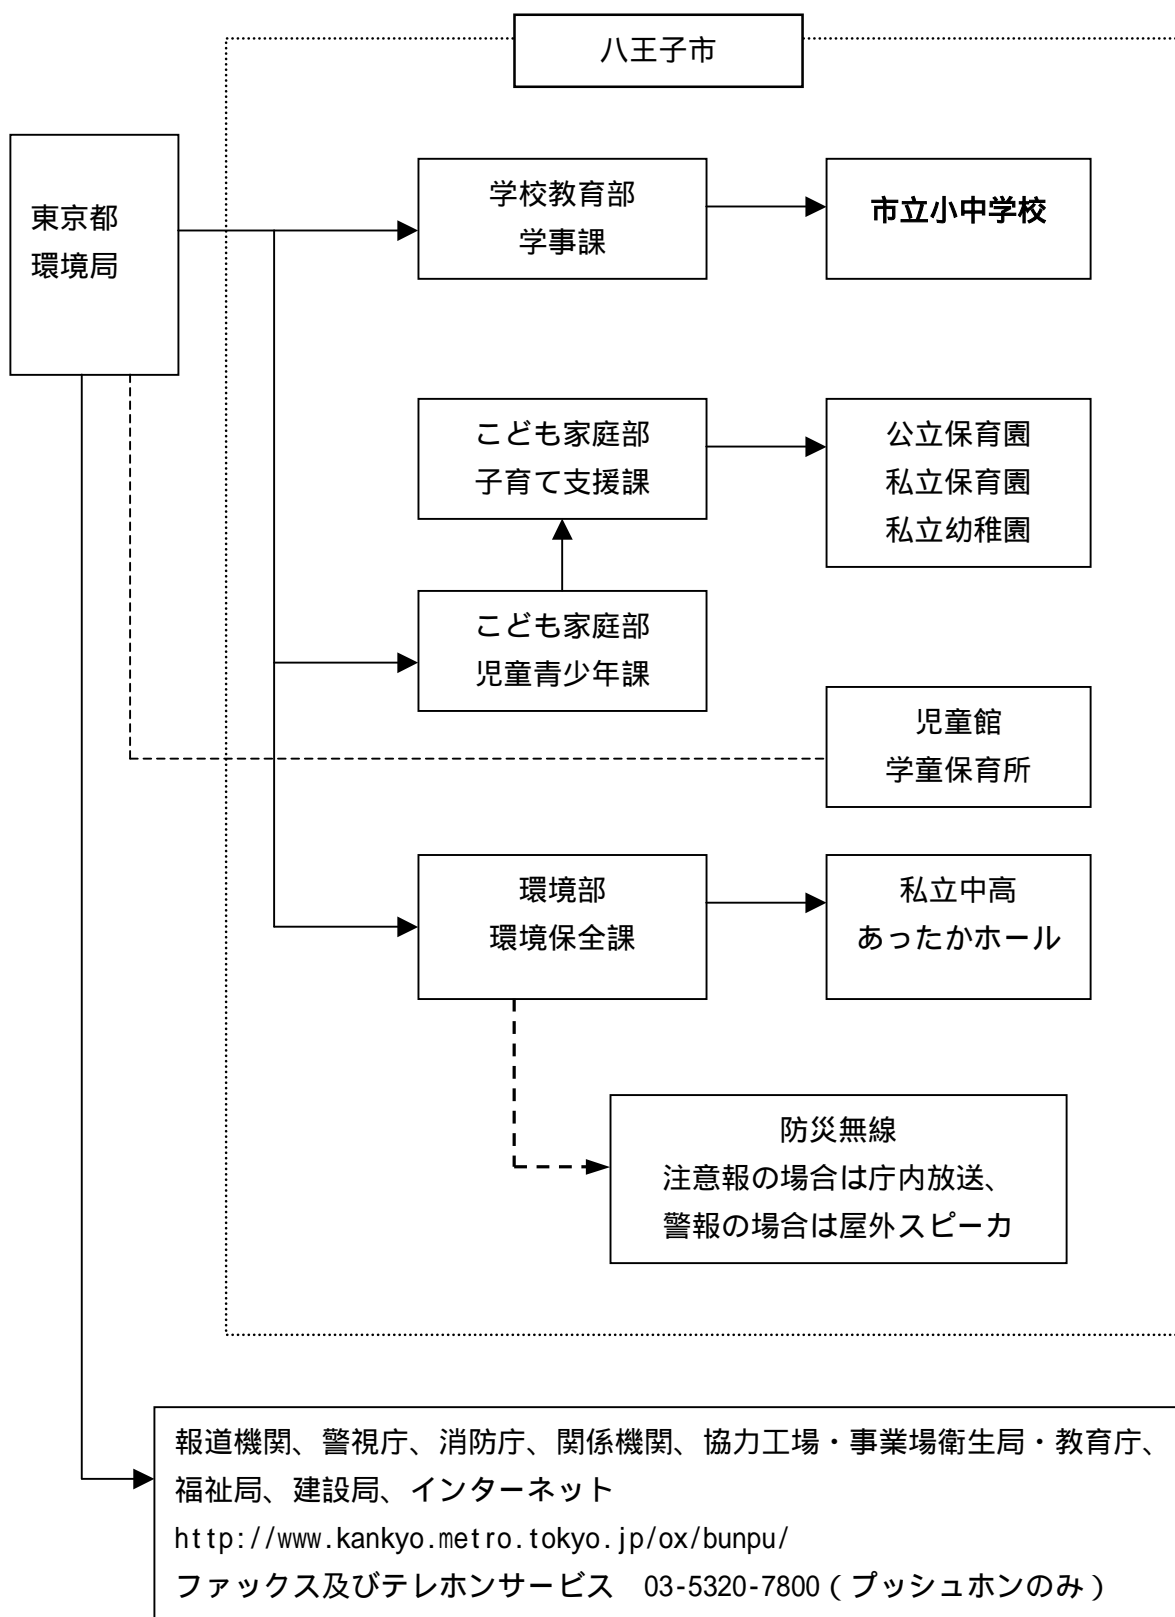 八王子市
東京都
環境局
学校教育部
学事課
市立小中学校
こども家庭部
子育て支援課
公立保育園
私立保育園
私立幼稚園
こども家庭部
児童青少年課
児童館
学童保育所
環境部
環境保全課
私立中高
あったかホール
防災無線
注意報の場合は庁内放送、
警報の場合は屋外スピーカ
報道機関、警視庁、消防庁、関係機関、協力工場・事業場衛生局・教育庁、
福祉局、建設局、インターネット
http://www.kankyo.metro.tokyo.jp/ox/bunpu/
ファックス及びテレホンサービス　03-5320-7800（プッシュホンのみ）